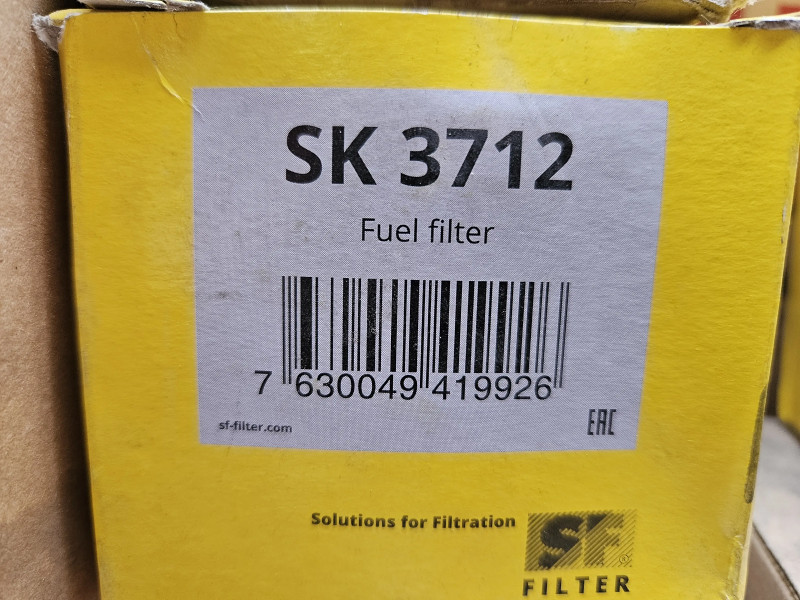 SK 3712
Fuel filter
7 630049 419926
sf-filter.com
EAC
Solutions for Filtration
SF®
FILTER